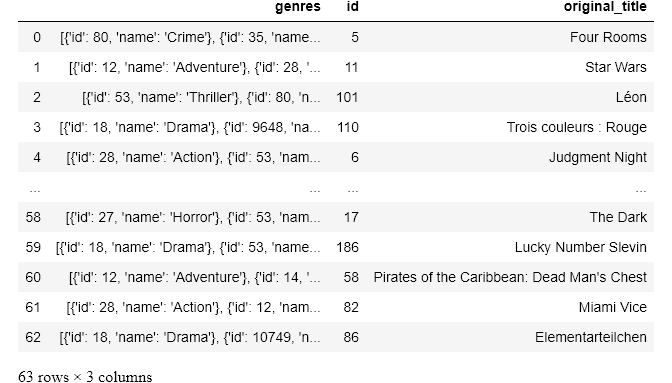 genres id original_title
0 [{'id': 80, 'name': 'Crime'}, {'id': 35, 'name... 5 Four Rooms
1 [{'id': 12, 'name': 'Adventure'}, {'id': 28, '... 11 Star Wars
2 [{'id': 53, 'name': 'Thriller'}, {'id': 80, 'n... 101 Léon
3 [{'id': 18, 'name': 'Drama'}, {'id': 9648, 'na... 110 Trois couleurs : Rouge
4 [{'id': 28, 'name': 'Action'}, {'id': 53, 'nam... 6 Judgment Night
... ... ... ...
58 [{'id': 27, 'name': 'Horror'}, {'id': 53, 'nam... 17 The Dark
59 [{'id': 18, 'name': 'Drama'}, {'id': 53, 'name... 186 Lucky Number Slevin
60 [{'id': 12, 'name': 'Adventure'}, {'id': 14, '... 58 Pirates of the Caribbean: Dead Man's Chest
61 [{'id': 28, 'name': 'Action'}, {'id': 12, 'nam... 82 Miami Vice
62 [{'id': 18, 'name': 'Drama'}, {'id': 10749, 'n... 86 Elementarteilchen
63 rows × 3 columns